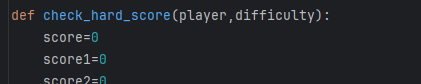 def check_hard_score(player,difficulty):
    score=0
    score1=0
    score2=0